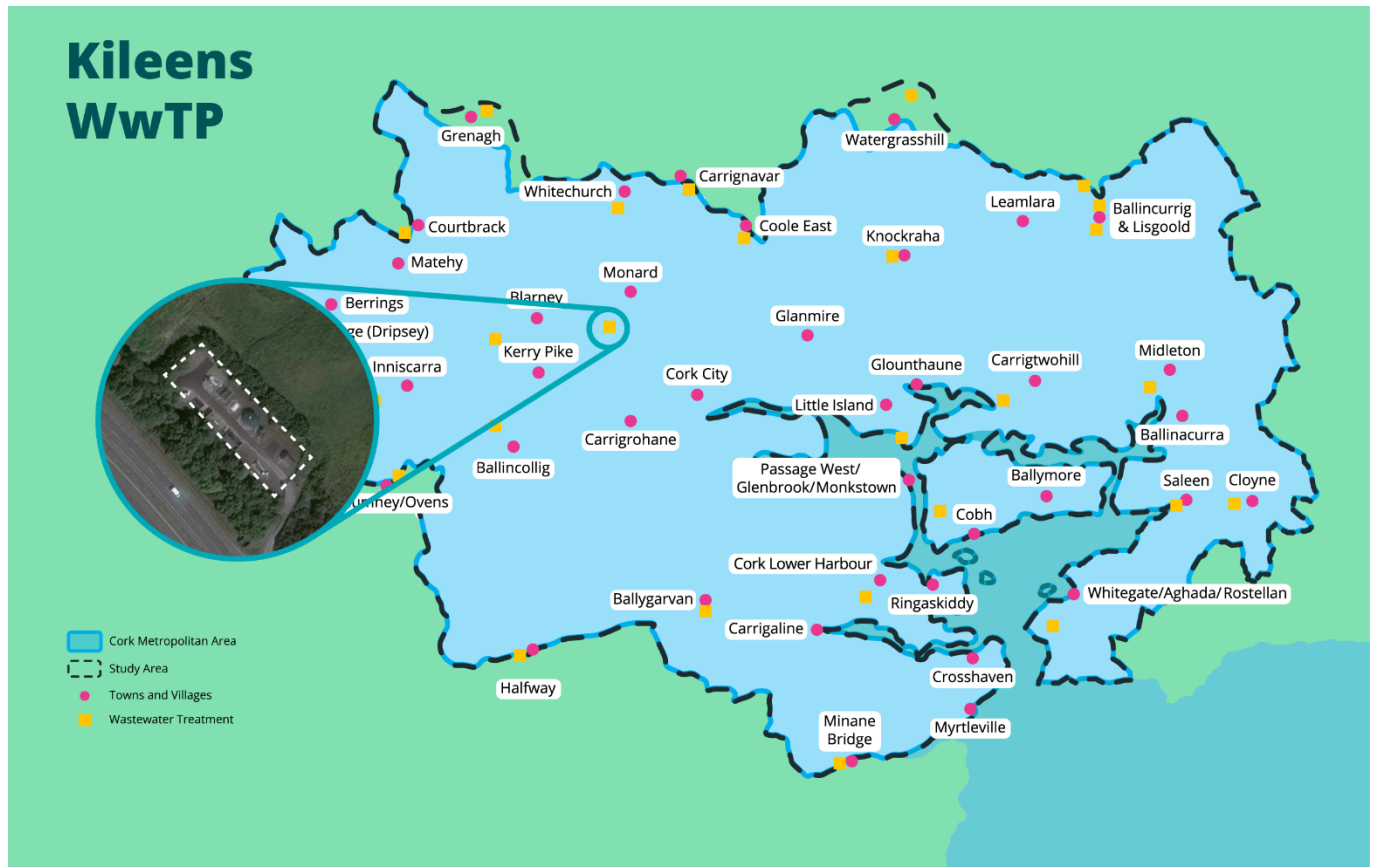 Kileens
WwTP
Grenagh
Watergrasshill
Carrignavar
Whitechurch
Leamlara
Ballincurrig
& Lisgoold
Courtbrack
Coole East
Knockraha
Matehy
Monard
Berrings
Blarney
Glanmire
(Dripsey)
Kerry Pike
Inniscarra
Cork City
Glounthaune
Carrigtwohill
Midleton
Little Island
Carrigrohane
Ballinacurra
Ballincollig
Passage West/
Glenbrook/Monkstown
Ballymore
Saleen
Cloyne
/Ovens
Cobh
Cork Lower Harbour
Ringaskiddy
Whitegate/Aghada/Rostellan
Ballygarvan
Carrigaline
Crosshaven
Halfway
Myrtleville
Minane
Bridge
Cork Metropolitan Area
Study Area
Towns and Villages
Wastewater Treatment